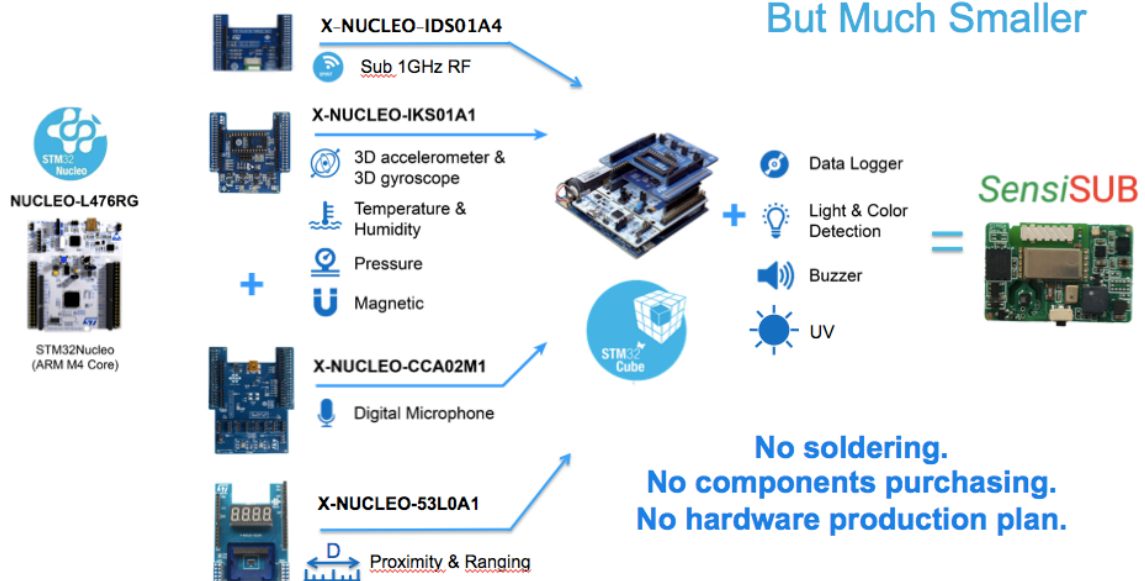 But Much Smaller
X-NUCLEO-IDS01A4
Sub 1GHz RF
X-NUCLEO-IKS01A1
3D accelerometer &
3D gyroscope
Temperature &
Humidity
Pressure
Magnetic
STM32
Nucleo
NUCLEO-L476RG
STM32Nucleo
(ARM M4 Core)
+
X-NUCLEO-CCA02M1
Digital Microphone
X-NUCLEO-53L0A1
D
Proximity & Ranging
STM32
Cube
+
Data Logger
Light & Color
Detection
Buzzer
UV
=
SensiSUB
No soldering.
No components purchasing.
No hardware production plan.